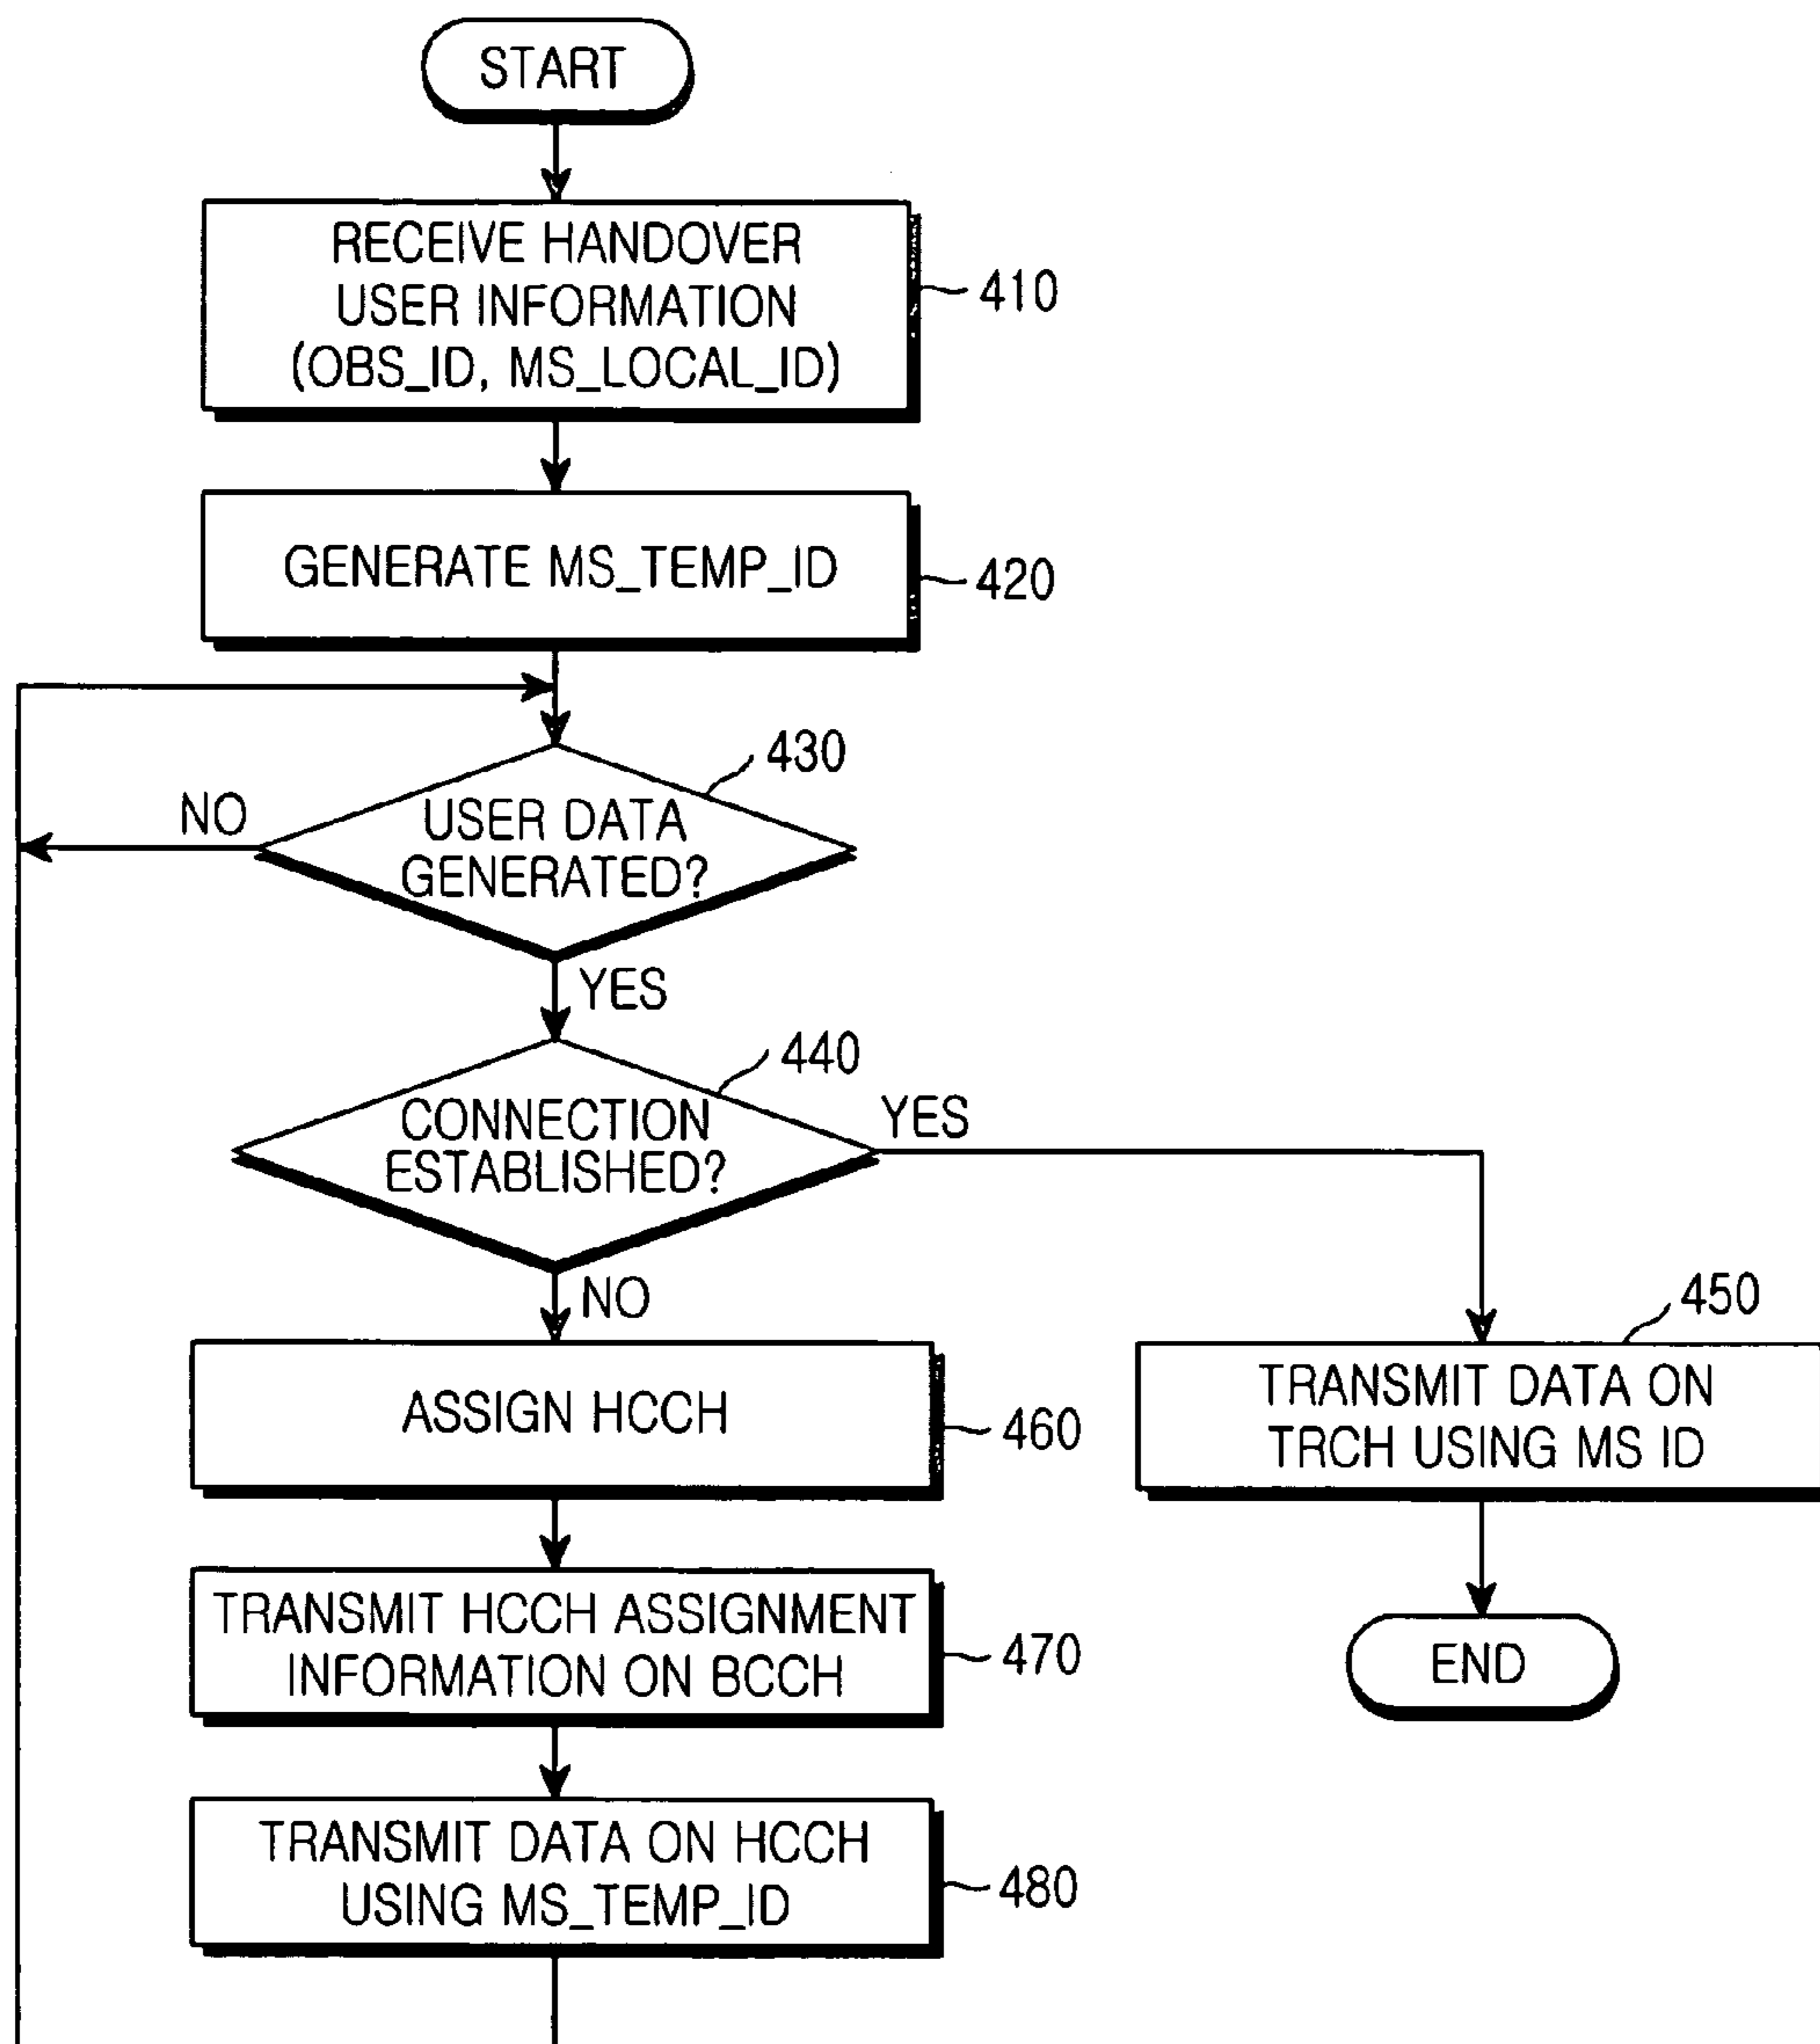 START
RECEIVE HANDOVER
USER INFORMATION
(OBS_ID, MS_LOCAL_ID)
410
GENERATE MS_TEMP_ID
420
430
NO
USER DATA
GENERATED?
YES
440
CONNECTION
ESTABLISHED?
YES
NO
450
TRANSMIT DATA ON
TRCH USING MS ID
ASSIGN HCCH
460
TRANSMIT HCCH ASSIGNMENT
INFORMATION ON BCCH
470
END
TRANSMIT DATA ON HCCH
USING MS_TEMP_ID
480